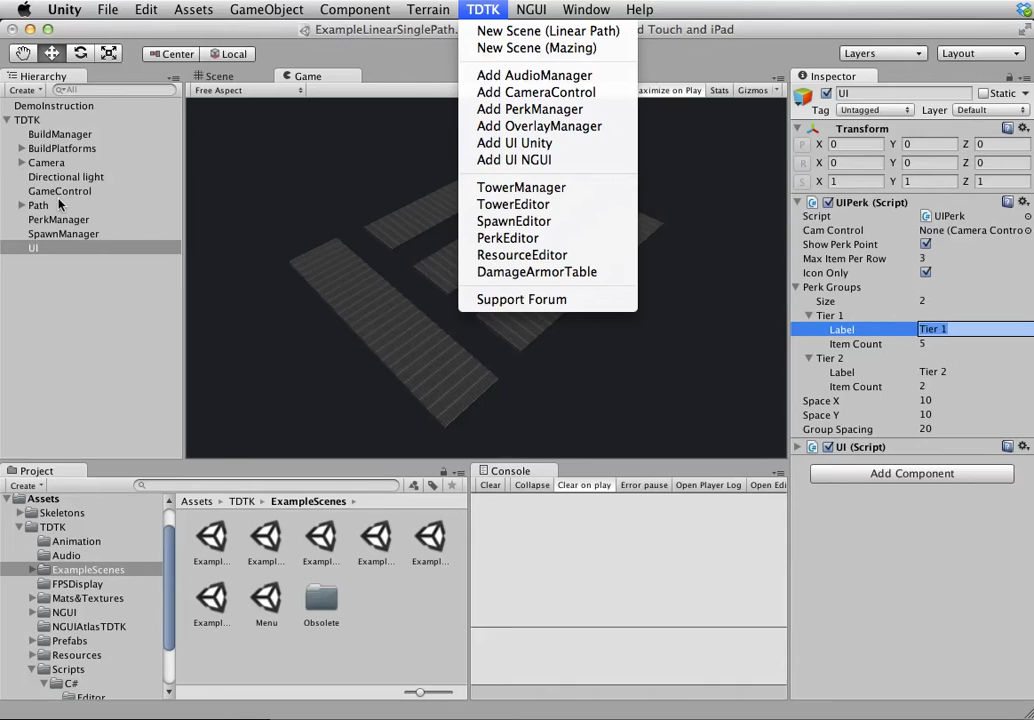 Unity File Edit Assets GameObject Component Terrain TDTK NGUI Window Help
ExampleLinearSinglePath. Touch and iPad
Center Local Layers Layout
Hierarchy Scene Game Inspector
Create All Free Aspect Maximize on Play Stats Gizmos
New Scene (Linear Path)
New Scene (Mazing)
Add AudioManager
Add CameraControl
Add PerkManager
Add OverlayManager
Add UI Unity
Add UI NGUI
TowerManager
TowerEditor
SpawnEditor
PerkEditor
ResourceEditor
DamageArmorTable
Support Forum
DemoInstruction
TDTK
BuildManager
BuildPlatforms
Camera
Directional light
GameControl
Path
PerkManager
SpawnManager
UI
UI Static
Tag Untagged Layer Default
Transform
P X 0 Y 0 Z 0
R X 0 Y 0 Z 0
S X 1 Y 1 Z 1
UIPerk (Script)
Script UIPerk
Cam Control None (Camera Contro
Show Perk Point
Max Item Per Row 3
Icon Only
Perk Groups
Size 2
Tier 1
Label Tier 1
Item Count 5
Tier 2
Label Tier 2
Item Count 2
Space X 10
Space Y 10
Group Spacing 20
UI (Script)
Add Component
Project
Create
Assets
Skeletons
TDTK
Animation
Audio
ExampleScenes
FPSDisplay
Mats&Textures
NGUI
NGUIAtlasTDTK
Prefabs
Resources
Scripts
C#
Editor
Assets TDTK ExampleScenes
Exampl... Exampl... Exampl... Exampl... Exampl...
Exampl... Menu Obsolete
Console
Clear Collapse Clear on play Error pause Open Player Log Open Edi